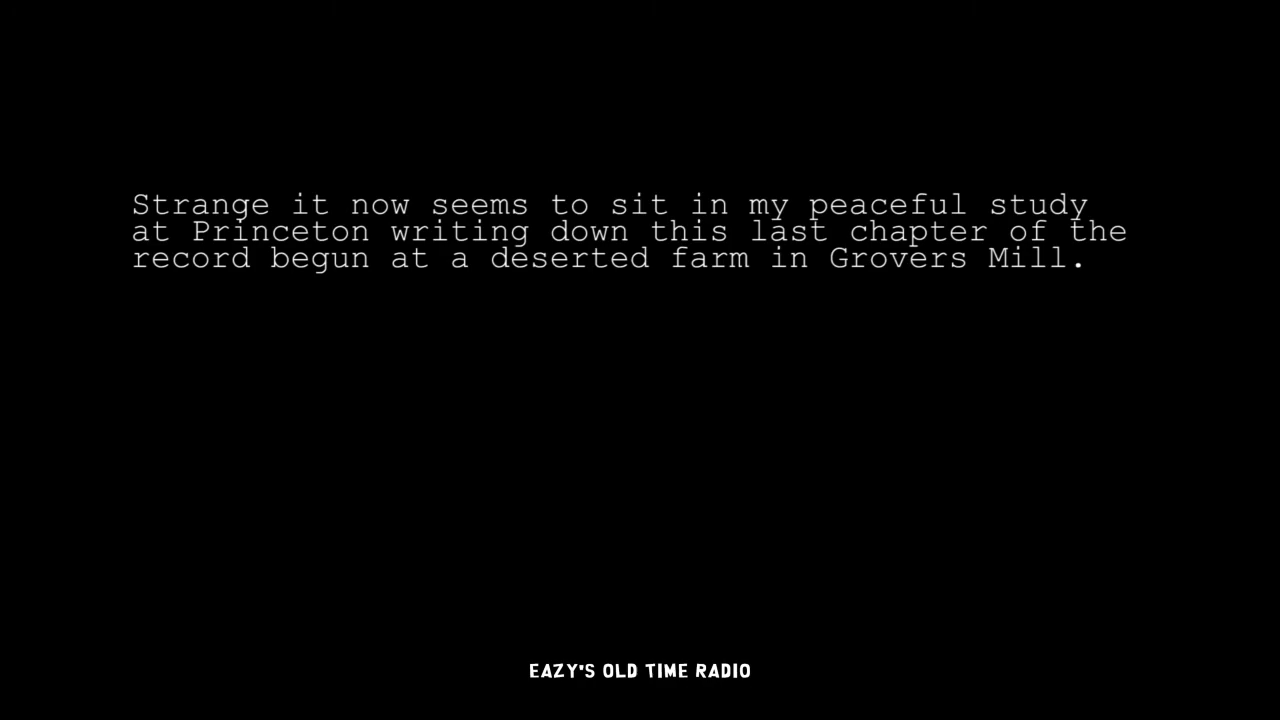 Strange it now seems to sit in my peaceful study
at Princeton writing down this last chapter of the
record begun at a deserted farm in Grovers Mill.
EAZY'S OLD TIME RADIO